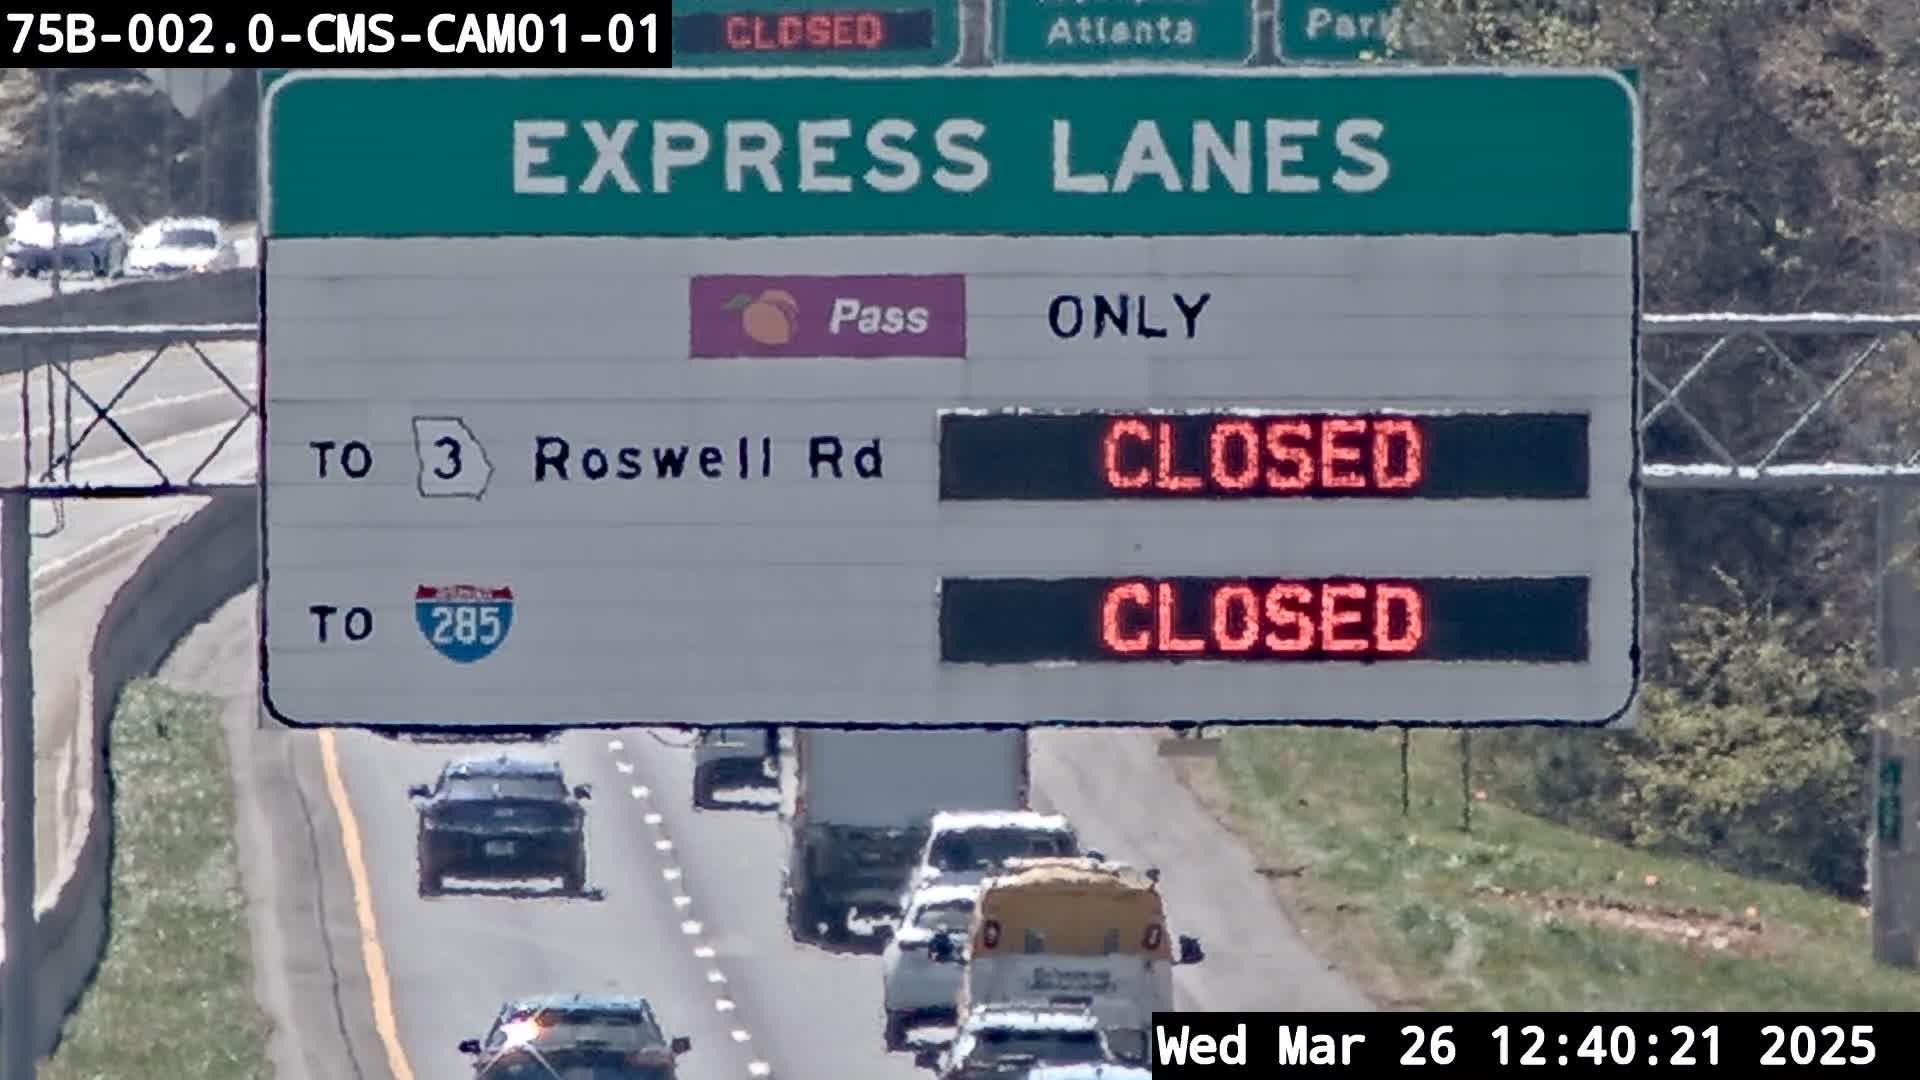 75B-002.0-CMS-CAM01-01
CLOSED
Atlanta
Park
EXPRESS LANES
Pass ONLY
TO 3 Roswell Rd CLOSED
TO 285 CLOSED
Wed Mar 26 12:40:21 2025